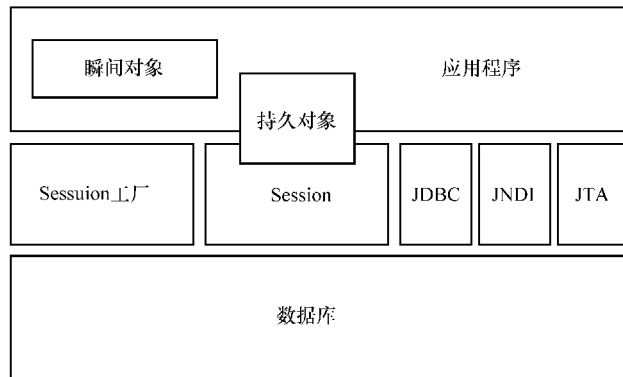 瞬间对象
应用程序
持久对象
Sessuion工厂
Session
JDBC
JNDI
JTA
数据库